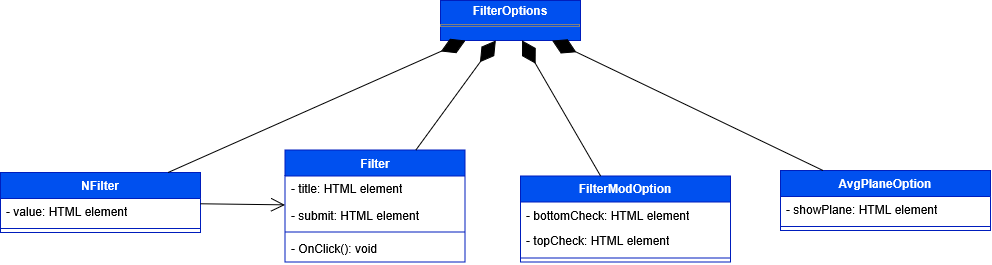 FilterOptions
NFilter
- value: HTML element
Filter
- title: HTML element
- submit: HTML element
- OnClick(): void
FilterModOption
- bottomCheck: HTML element
- topCheck: HTML element
AvgPlaneOption
- showPlane: HTML element